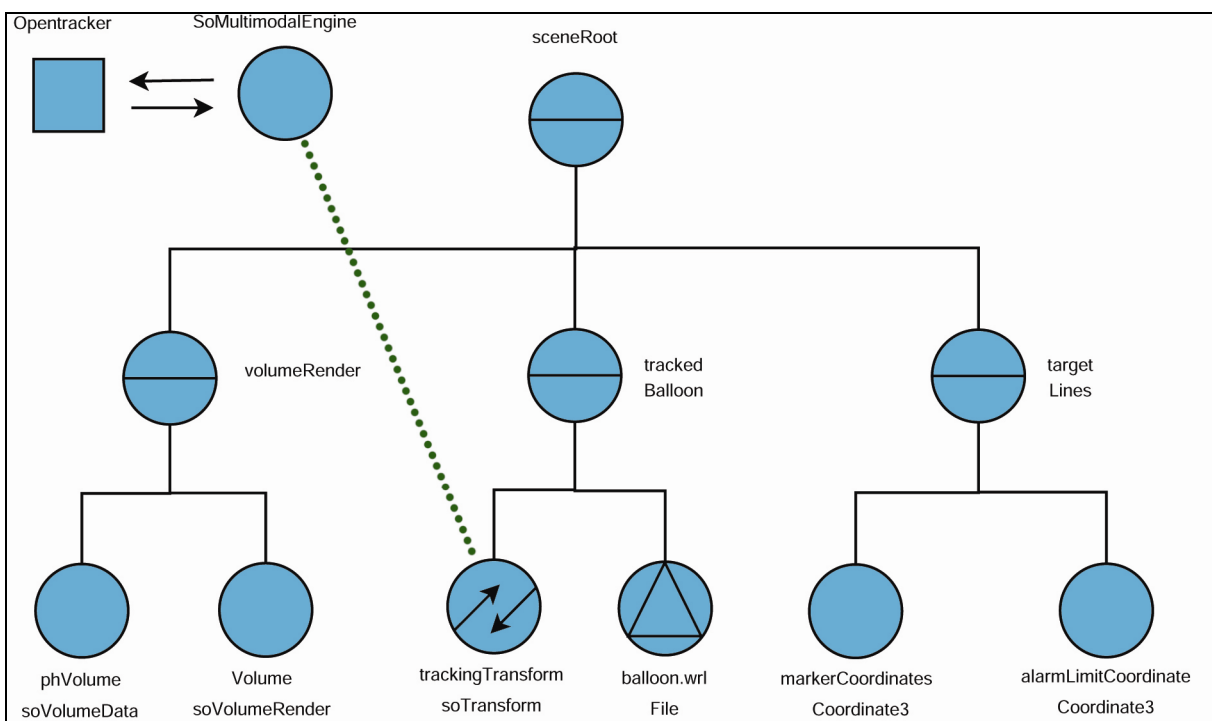 Opentracker
SoMultimodalEngine
sceneRoot
volumeRender
tracked
Balloon
target
Lines
phVolume
soVolumeData
Volume
soVolumeRender
trackingTransform
soTransform
balloon.wrl
File
markerCoordinates
Coordinate3
alarmLimitCoordinate
Coordinate3